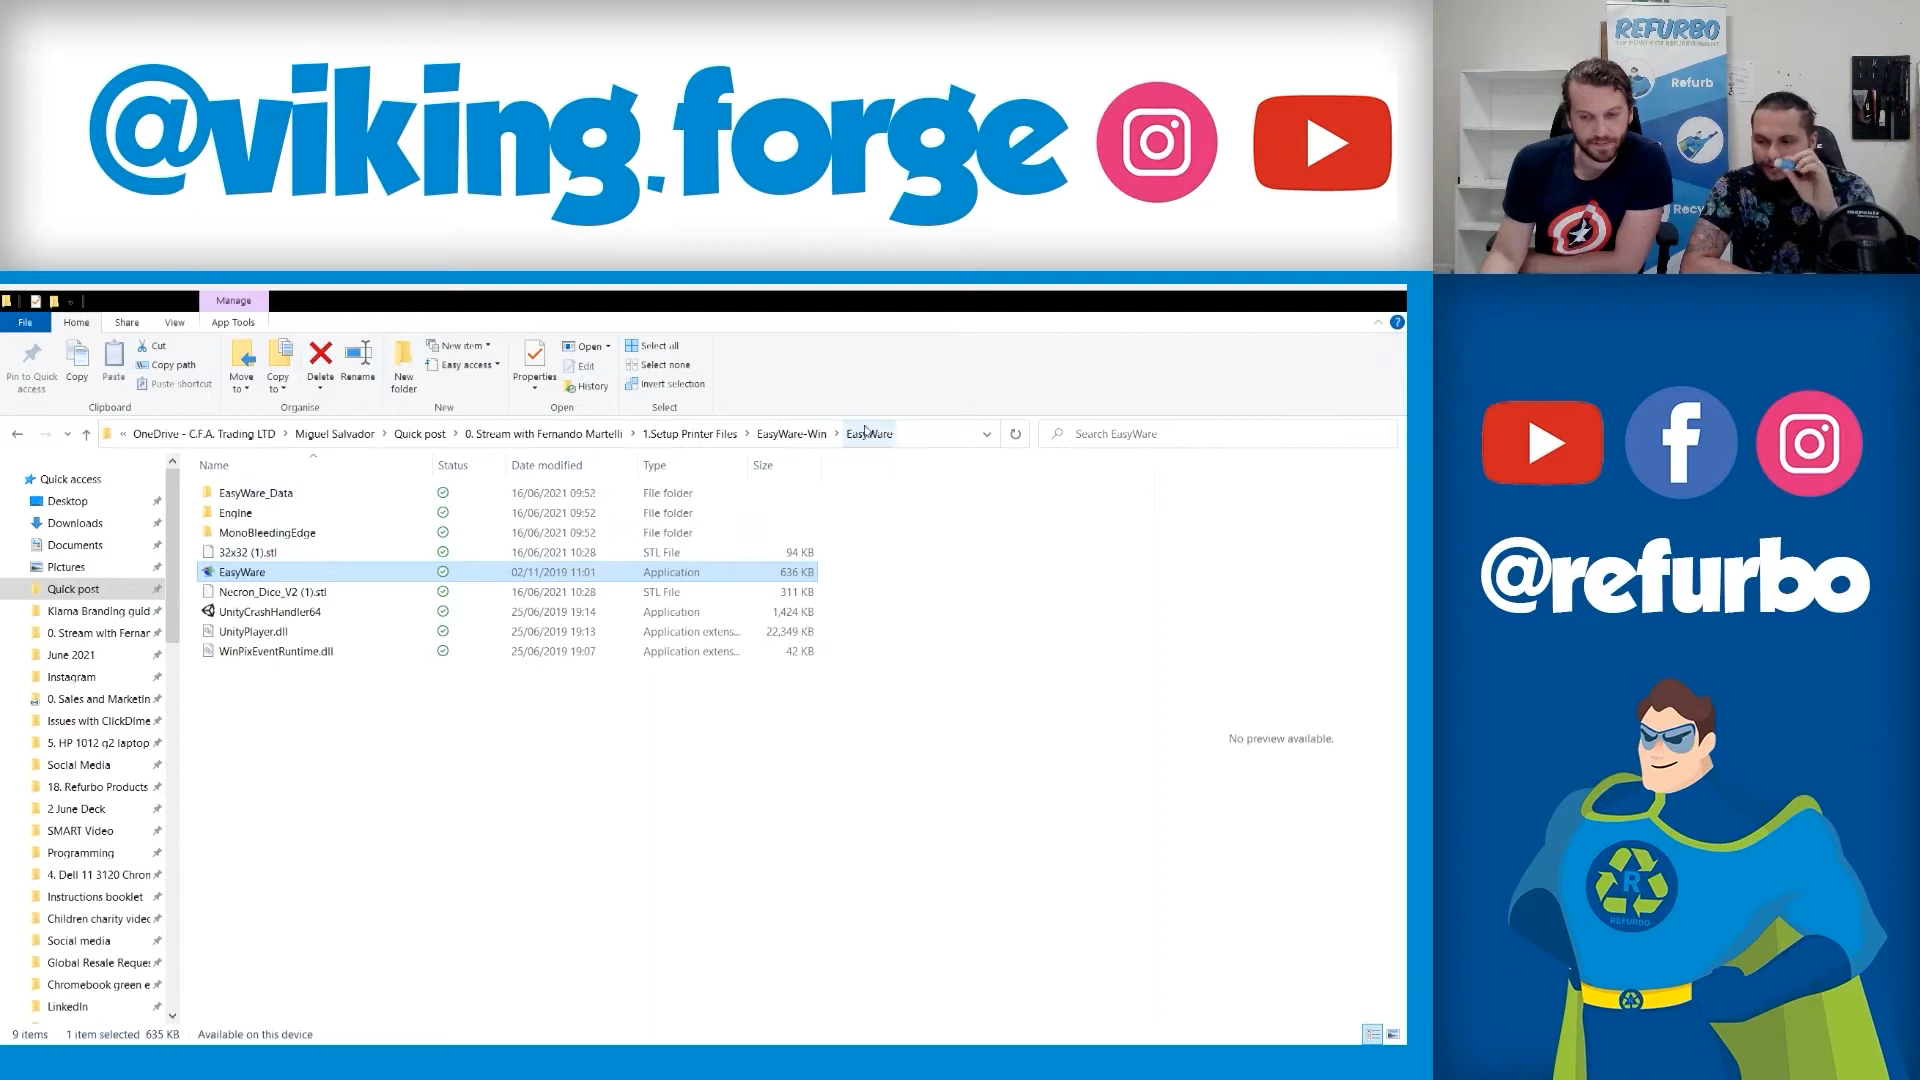 @viking.forge
REFURBO
THE POWER OF REFURBISHMENT
Refurb
Recy
marantz
Manage
File
Home
Share
View
App Tools
Pin to Quick access
Copy
Paste
Cut
Copy path
Paste shortcut
Clipboard
Move to
Copy to
Delete
Rename
Organise
New folder
New item
Easy access
New
Properties
Open
Edit
History
Open
Select all
Select none
Invert selection
Select
« OneDrive - C.F.A. Trading LTD > Miguel Salvador > Quick post > 0. Stream with Fernando Martelli > 1.Setup Printer Files > EasyWare-Win > EasyWare
Search EasyWare
Name Status Date modified Type Size
EasyWare_Data 16/06/2021 09:52 File folder
Engine 16/06/2021 09:52 File folder
MonoBleedingEdge 16/06/2021 09:52 File folder
32x32 (1).stl 16/06/2021 10:28 STL File 94 KB
EasyWare 02/11/2019 11:01 Application 636 KB
Necron_Dice_V2 (1).stl 16/06/2021 10:28 STL File 311 KB
UnityCrashHandler64 25/06/2019 19:14 Application 1,424 KB
UnityPlayer.dll 25/06/2019 19:13 Application extens... 22,349 KB
WinPixEventRuntime.dll 25/06/2019 19:07 Application extens... 42 KB
Quick access
Desktop
Downloads
Documents
Pictures
Quick post
Klarna Branding guid
0. Stream with Fernar
June 2021
Instagram
0. Sales and Marketin
Issues with ClickDime
5. HP 1012 g2 laptop
Social Media
18. Refurbo Products
2 June Deck
SMART Video
Programming
4. Dell 11 3120 Chron
Instructions booklet
Children charity videc
Social media
Global Resale Reque
Chromebook green e
LinkedIn
No preview available.
9 items 1 item selected 635 KB Available on this device
@refurbo
R
REFURBO